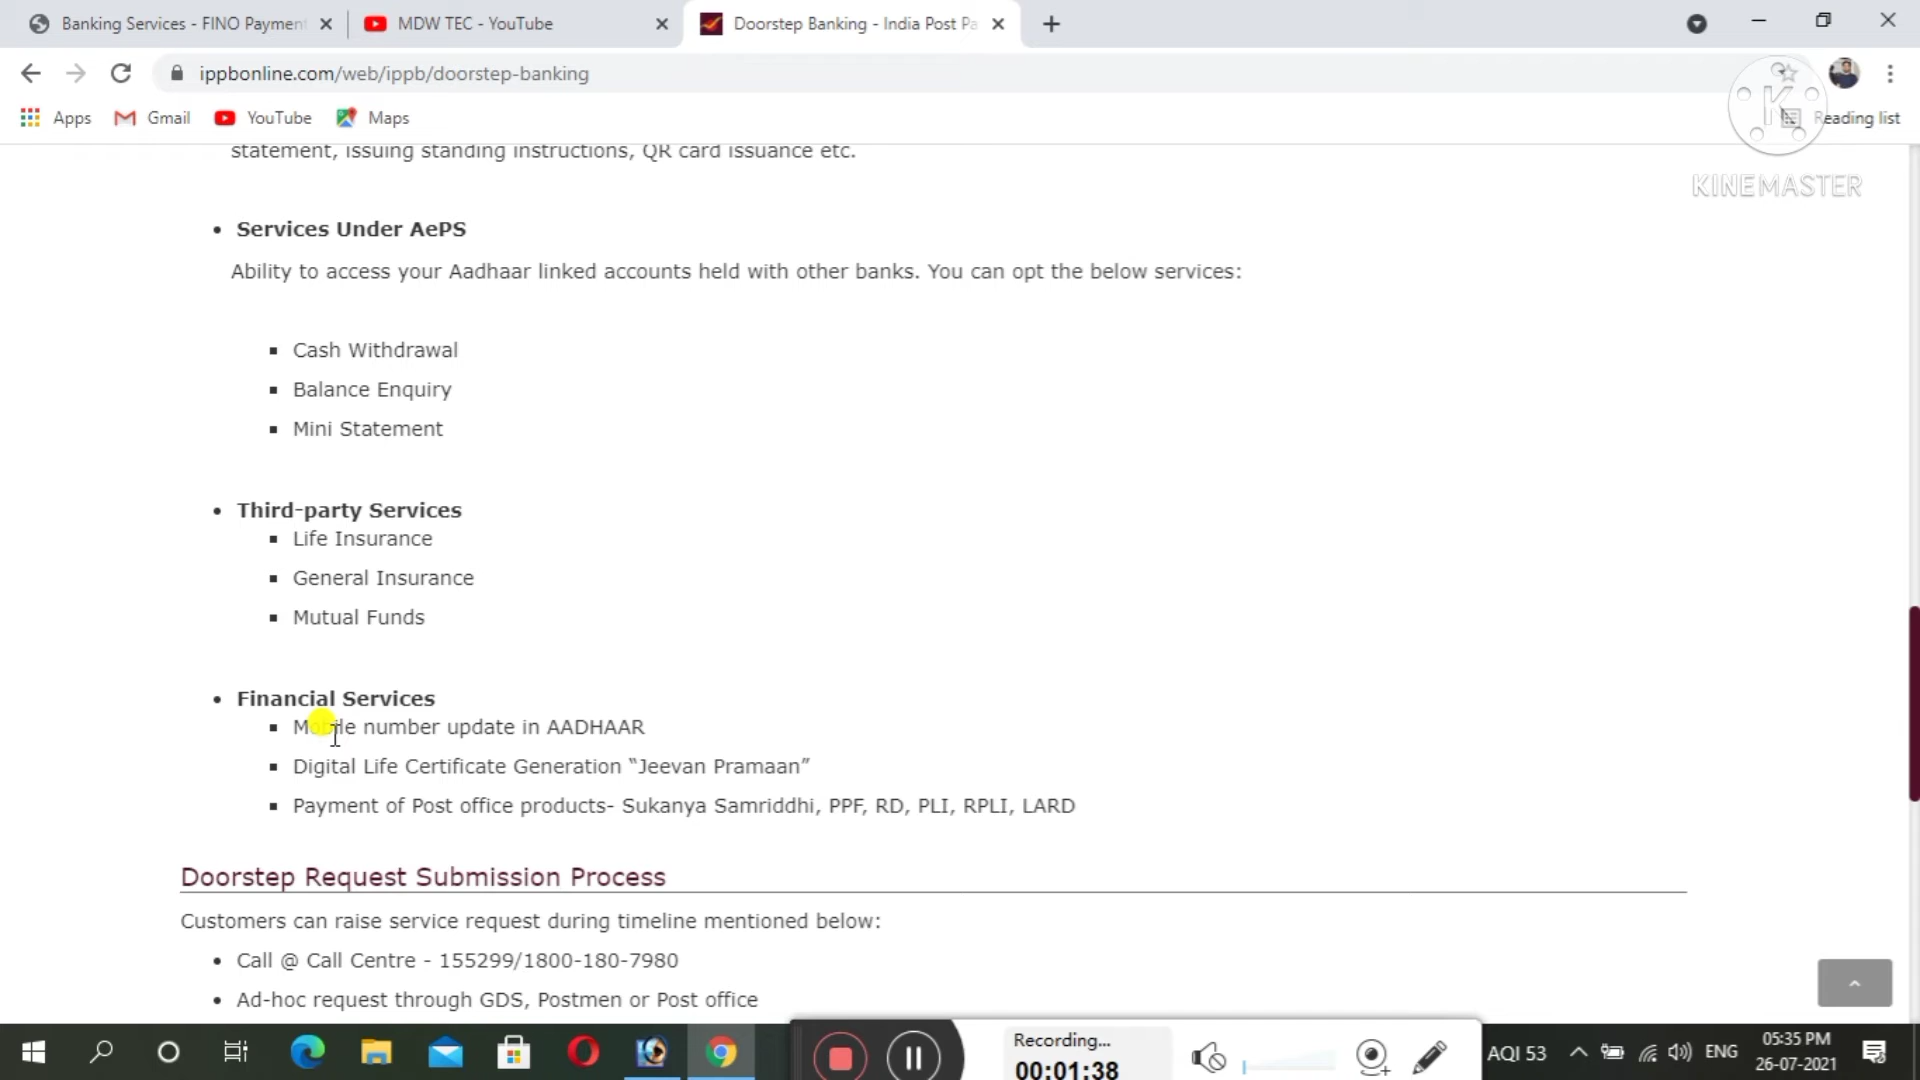 Banking Services - FINO Payment
MDW TEC - YouTube
Doorstep Banking - India Post Pa
ippbonline.com/web/ippb/doorstep-banking
Apps
Gmail
YouTube
Maps
Reading list
K
KINEMASTER
statement, issuing standing instructions, QR card issuance etc.
Services Under AePS
Ability to access your Aadhaar linked accounts held with other banks. You can opt the below services:
Cash Withdrawal
Balance Enquiry
Mini Statement
Third-party Services
Life Insurance
General Insurance
Mutual Funds
Financial Services
Mobile number update in AADHAAR
Digital Life Certificate Generation “Jeevan Pramaan”
Payment of Post office products- Sukanya Samriddhi, PPF, RD, PLI, RPLI, LARD
Doorstep Request Submission Process
Customers can raise service request during timeline mentioned below:
Call @ Call Centre - 155299/1800-180-7980
Ad-hoc request through GDS, Postmen or Post office
Recording...
00:01:38
AQI 53
ENG
05:35 PM
26-07-2021